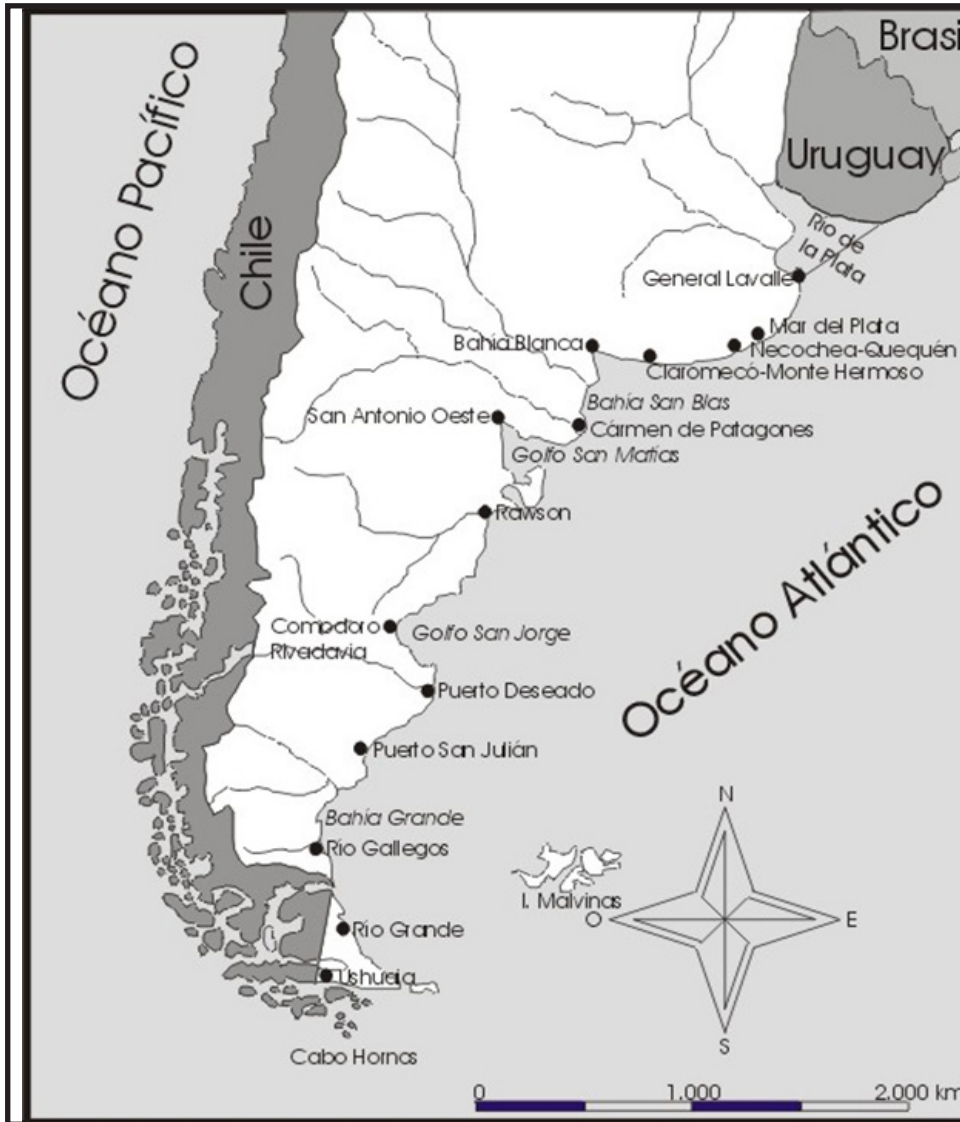 Brasi
Océano Pacífico
Uruguay
Chile
Río de
la Plata
General Lavalle
Mar del Plata
Bahía Blanca
Necochea-Quequén
Claromecó-Monte Hermoso
Bahía San Blas
San Antonio Oeste
Cármen de Patagones
Golfo San Matías
Rawson
Océano Atlántico
Comodoro
Rivadavia
Golfo San Jorge
Puerto Deseado
Puerto San Julián
Bahía Grande
Río Gallegos
N
I. Malvinas
O
E
Río Grande
Ushuaia
S
Cabo Hornos
0 1.000 2.000 km